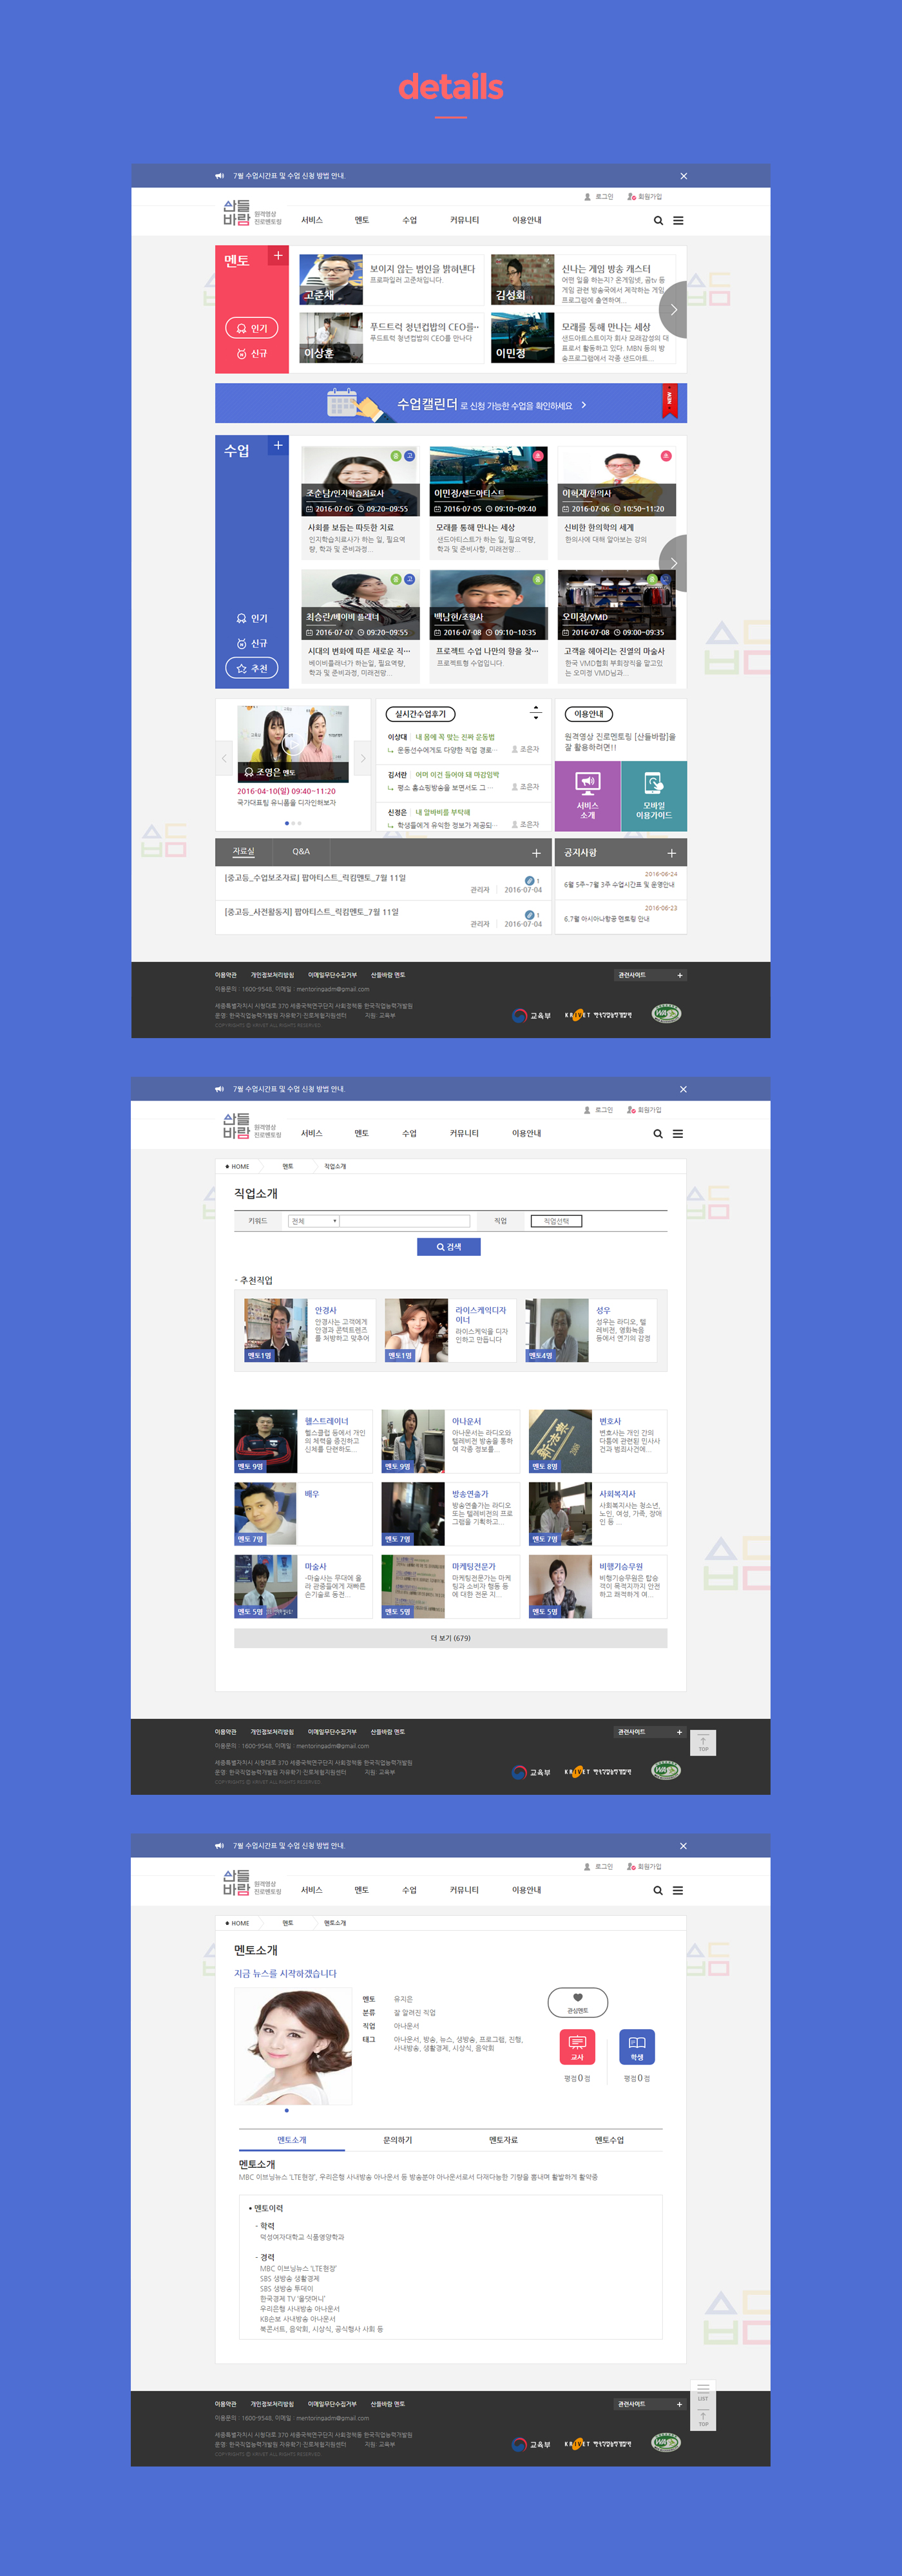 details
7월 수업시간표 및 수업 신청 방법 안내.
로그인 회원가입
산들바람 원격영상 진로멘토링
서비스 멘토 수업 커뮤니티 이용안내
멘토
인기
신규
고준채
보이지 않는 범인을 밝혀낸다
프로파일러 고준채입니다.
김성회
신나는 게임 방송 캐스터
어떤 일을 하는지? 온게임넷, 곰tv 등
게임 관련 방송국에서 제작하는 게임
프로그램에 출연하여...
이상훈
푸드트럭 청년컵밥의 CEO를··
푸드트럭 청년컵밥의 CEO를 만나다
이민정
모래를 통해 만나는 세상
샌드아트스트이자 회사 모래감성의 대
표로서 활동하고 있다. MBN 등의 방
송프로그램에서 각종 샌드아트...
수업캘린더 로 신청 가능한 수업을 확인하세요
NEW
수업
인기
신규
추천
중 고
조순남/인지학습치료사
2016-07-05 09:20~09:55
사회를 보듬는 따듯한 치료
인지학습치료사가 하는 일, 필요역
량, 학과 및 준비과정...
초
이민정/샌드아티스트
2016-07-05 09:10~09:40
모래를 통해 만나는 세상
샌드아티스트가 하는 일, 필요역량,
학과 및 준비사항, 미래전망...
초
이혁재/한의사
2016-07-06 10:50~11:20
신비한 한의학의 세계
한의사에 대해 알아보는 강의
중 고
최승란/베이비 플래너
2016-07-07 09:20~09:55
시대의 변화에 따른 새로운 직···
베이비플래너가 하는일, 필요역량,
학과 및 준비과정, 미래전망...
중
백남현/조향사
2016-07-08 09:10~10:35
프로젝트 수업 나만의 향을 찾···
프로젝트형 수업입니다.
중 고
오미정/VMD
2016-07-08 09:00~09:35
고객을 헤아리는 진열의 마술사
한국 VMD협회 부회장직을 맡고있
는 오미정 VMD님과...
조영은 멘토
2016-04-10(일) 09:40~11:20
국가대표팀 유니폼을 디자인해보자
실시간수업후기
이상대 내 몸에 꼭 맞는 진짜 운동법
운동선수에게도 다양한 직업 경로··· 조은자
김서란 어머 이건 들어야 돼 마감임박
평소 홈쇼핑방송을 보면서도 그 ··· 조은자
신정은 내 알바비를 부탁해
학생들에게 유익한 정보가 제공되··· 조은자
이용안내
원격영상 진로멘토링 [산들바람]을
잘 활용하려면!!
서비스
소개
모바일
이용가이드
자료실 Q&A
[중고등_수업보조자료] 팝아티스트_릭킴멘토_7월 11일
1
관리자 2016-07-04
[중고등_사전활동지] 팝아티스트_릭킴멘토_7월 11일
1
관리자 2016-07-04
공지사항
2016-06-24
6월 5주~7월 3주 수업시간표 및 운영안내
2016-06-23
6,7월 아시아나항공 멘토링 안내
이용약관 개인정보처리방침 이메일무단수집거부 산들바람 멘토
관련사이트
이용문의 : 1600-9548, 이메일 : mentoringadm@gmail.com
세종특별자치시 시청대로 370 세종국책연구단지 사회정책동 한국직업능력개발원
운영: 한국직업능력개발원 자유학기·진로체험지원센터 지원: 교육부
COPYRIGHTS ⓒ KRIVET ALL RIGHTS RESERVED.
교육부 KRIVET 한국직업능력개발원
7월 수업시간표 및 수업 신청 방법 안내.
로그인 회원가입
산들바람 원격영상 진로멘토링
서비스 멘토 수업 커뮤니티 이용안내
HOME 멘토 직업소개
직업소개
키워드 전체 직업 직업선택
검색
- 추천직업
멘토1명
안경사
안경사는 고객에게
안경과 콘텍트렌즈
를 처방하고 맞추어
멘토1명
라이스케익디자
이너
라이스케익을 디자
인하고 만듭니다
멘토4명
성우
성우는 라디오, 텔
레비전, 영화녹음
등에서 연기의 감정
멘토 9명
헬스트레이너
헬스클럽 등에서 개인
의 체력을 증진하고
신체를 단련하도...
멘토 9명
아나운서
아나운서는 라디오와
텔레비전 방송을 통하
여 각종 정보를...
멘토 8명
변호사
변호사는 개인 간의
다툼에 관련된 민사사
건과 범죄사건에...
멘토 7명
배우
멘토 7명
방송연출가
방송연출가는 라디오
또는 텔레비전의 프로
그램을 기획하고...
멘토 7명
사회복지사
사회복지사는 청소년,
노인, 여성, 가족, 장애
인 등 ...
멘토 5명
마술사
-마술사는 무대에 올
라 관중들에게 재빠른
손기술로 동전...
멘토 5명
마케팅전문가
마케팅전문가는 마케
팅과 소비자 행동 등
에 대한 전문 지...
멘토 5명
비행기승무원
비행기승무원은 탑승
객이 목적지까지 안전
하고 쾌적하게 여...
더 보기 (679)
이용약관 개인정보처리방침 이메일무단수집거부 산들바람 멘토
관련사이트
TOP
이용문의 : 1600-9548, 이메일 : mentoringadm@gmail.com
세종특별자치시 시청대로 370 세종국책연구단지 사회정책동 한국직업능력개발원
운영: 한국직업능력개발원 자유학기·진로체험지원센터 지원: 교육부
COPYRIGHTS ⓒ KRIVET ALL RIGHTS RESERVED.
교육부 KRIVET 한국직업능력개발원
7월 수업시간표 및 수업 신청 방법 안내.
로그인 회원가입
산들바람 원격영상 진로멘토링
서비스 멘토 수업 커뮤니티 이용안내
HOME 멘토 멘토소개
멘토소개
지금 뉴스를 시작하겠습니다
멘토 유지은
분류 잘 알려진 직업
직업 아나운서
태그 아나운서, 방송, 뉴스, 생방송, 프로그램, 진행,
사내방송, 생활경제, 시상식, 음악회
관심멘토
교사 학생
평점 0 점 평점 0 점
멘토소개 문의하기 멘토자료 멘토수업
멘토소개
MBC 이브닝뉴스 'LTE현장', 우리은행 사내방송 아나운서 등 방송분야 아나운서로서 다재다능한 기량을 뽐내며 활발하게 활약중
• 멘토이력
- 학력
덕성여자대학교 식품영양학과
- 경력
MBC 이브닝뉴스 'LTE현장'
SBS 생방송 생활경제
SBS 생방송 투데이
한국경제 TV '올댓머니'
우리은행 사내방송 아나운서
KB손보 사내방송 아나운서
북콘서트, 음악회, 시상식, 공식행사 사회 등
LIST
TOP
이용약관 개인정보처리방침 이메일무단수집거부 산들바람 멘토
관련사이트
이용문의 : 1600-9548, 이메일 : mentoringadm@gmail.com
세종특별자치시 시청대로 370 세종국책연구단지 사회정책동 한국직업능력개발원
운영: 한국직업능력개발원 자유학기·진로체험지원센터 지원: 교육부
COPYRIGHTS ⓒ KRIVET ALL RIGHTS RESERVED.
교육부 KRIVET 한국직업능력개발원